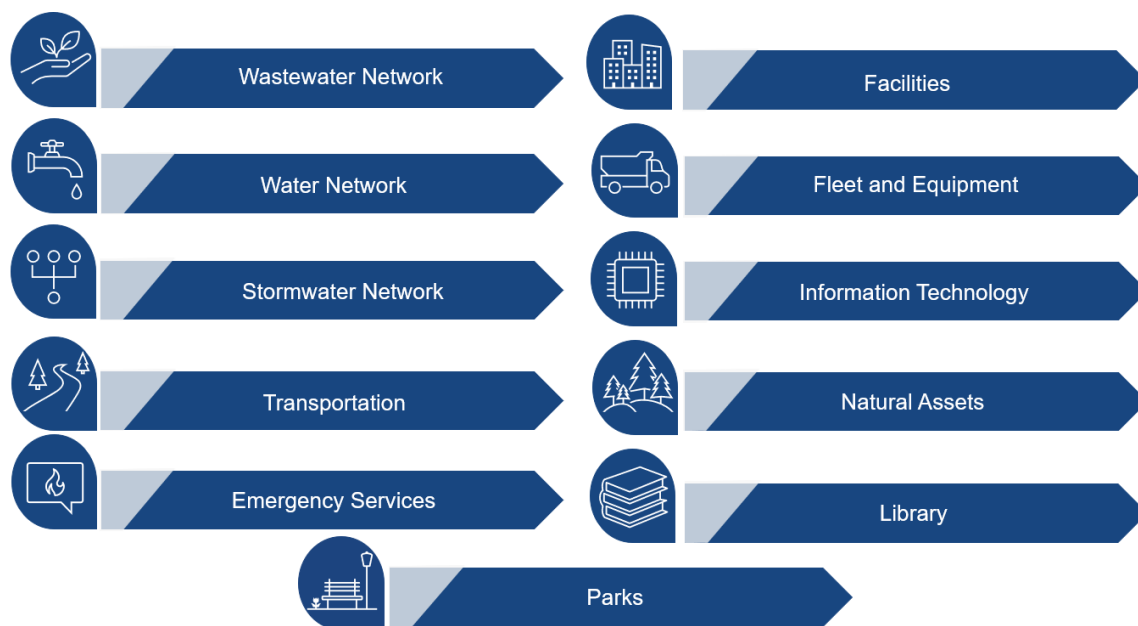 Wastewater Network
Facilities
Water Network
Fleet and Equipment
Stormwater Network
Information Technology
Transportation
Natural Assets
Emergency Services
Library
Parks